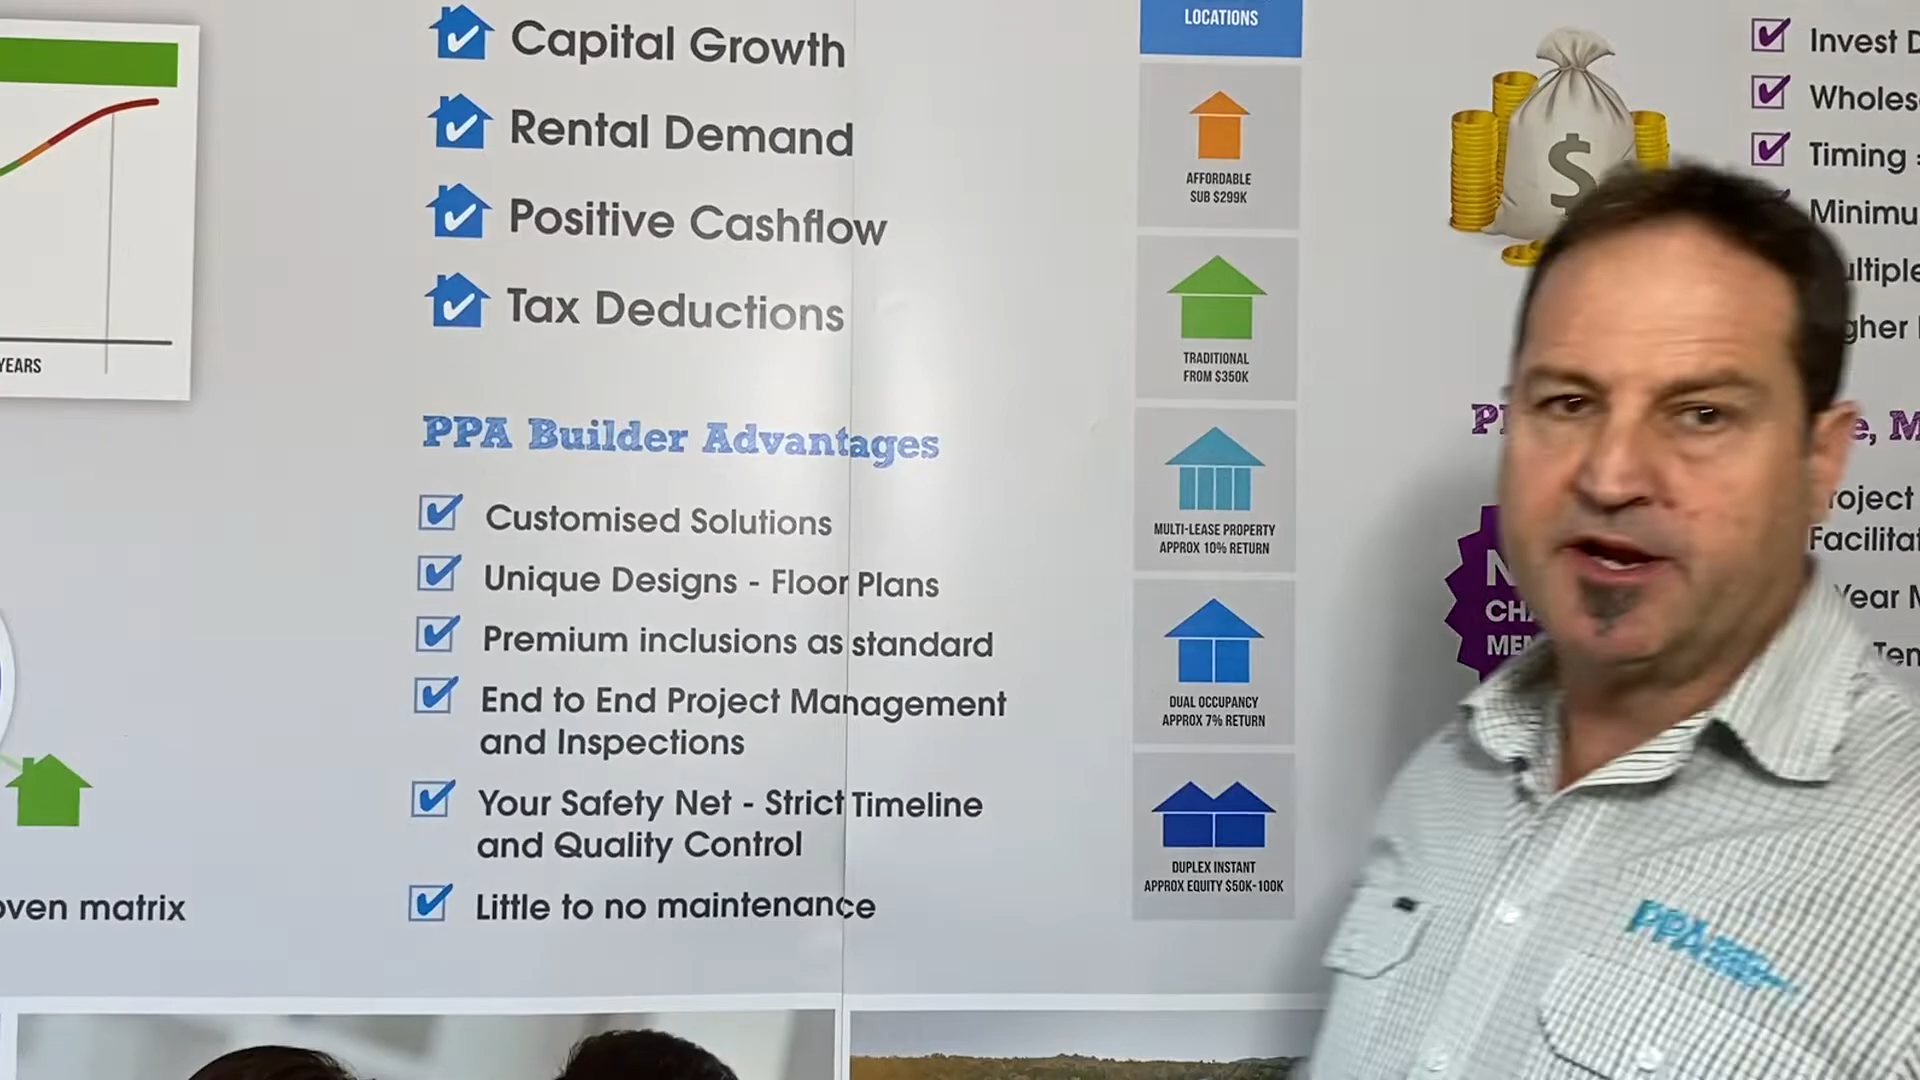 YEARS
oven matrix
Capital Growth
Rental Demand
Positive Cashflow
Tax Deductions
PPA Builder Advantages
Customised Solutions
Unique Designs - Floor Plans
Premium inclusions as standard
End to End Project Management
and Inspections
Your Safety Net - Strict Timeline
and Quality Control
Little to no maintenance
LOCATIONS
AFFORDABLE
SUB $299K
TRADITIONAL
FROM $350K
MULTI-LEASE PROPERTY
APPROX 10% RETURN
DUAL OCCUPANCY
APPROX 7% RETURN
DUPLEX INSTANT
APPROX EQUITY $50K-100K
$
Invest D
Wholes
Timing =
Minimu
ultiple
gher
e, M
roject
Facilitat
Year M
Ten
N
CHA
MEM
PPA